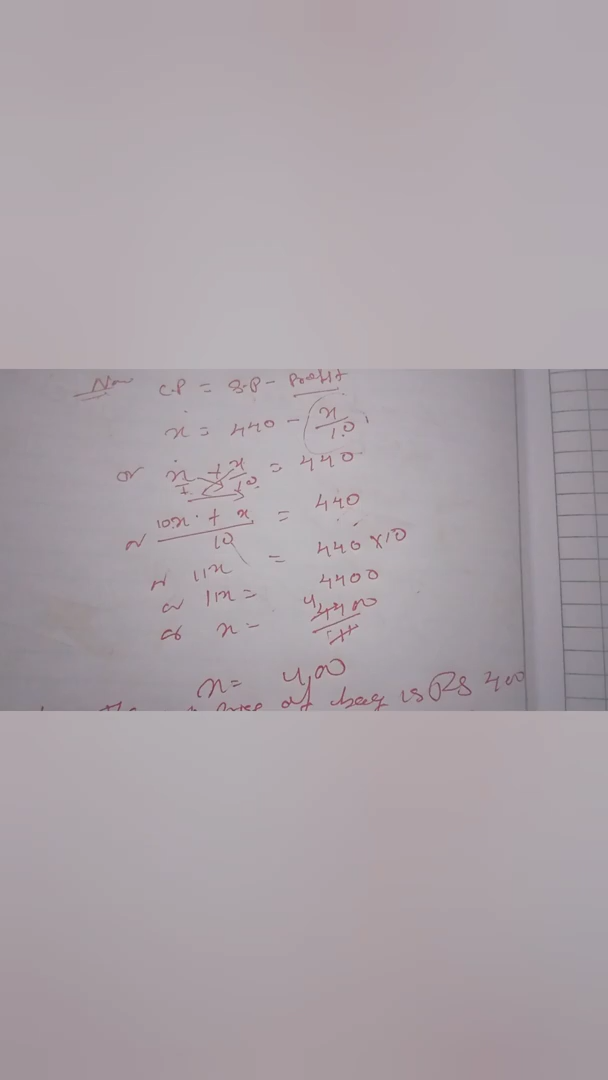 Now C.P = S.P - Profit
x = 440 - x/10
or x/1 + x/10 = 440
or 10x + x/10 = 440
or 11x = 440 x 10
or 11x = 4400
or x = 4400/11
x = 400
price of bag is RS 400